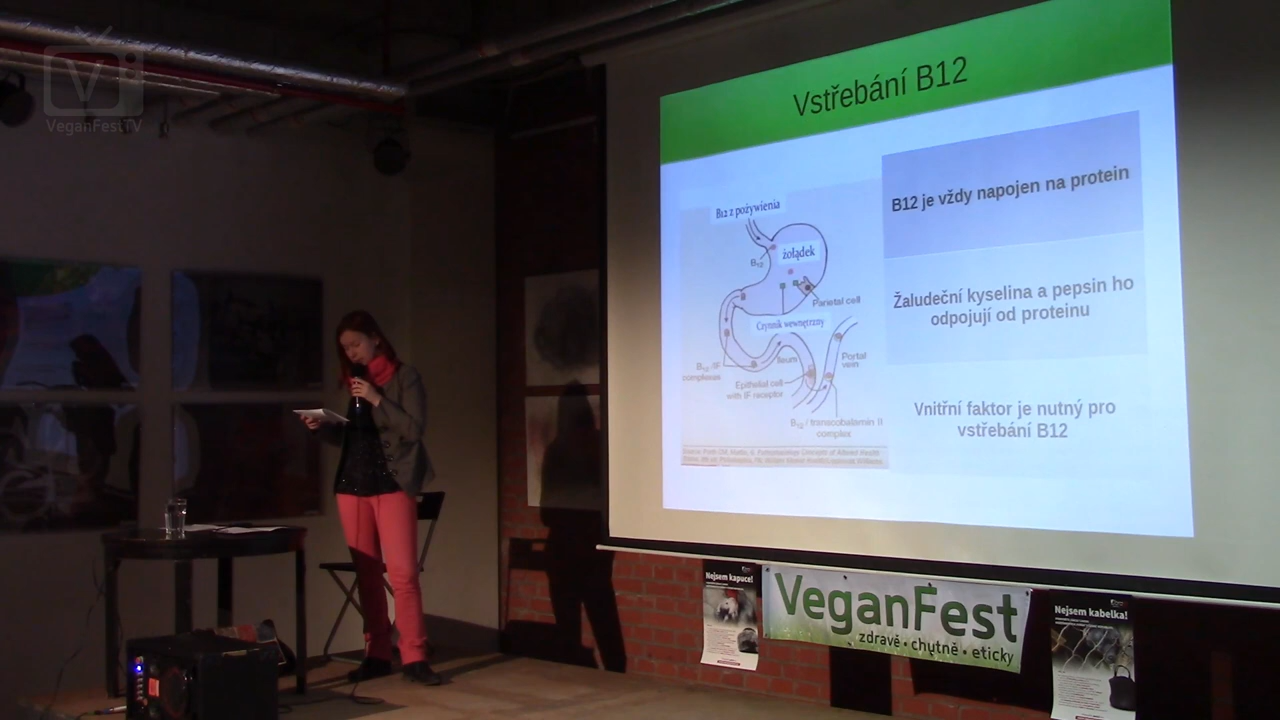 V
VeganFestTV
Vstřebání B12
B12 z pożywienia
żołądek
B12
Parietal cell
Czynnik wewnętrzny
B12/IF
complexes
Ileum
Portal
vein
Epithelial cell
with IF receptor
B12 / transcobalamin II
complex
B12 je vždy napojen na protein
Žaludeční kyselina a pepsin ho
odpojují od proteinu
Vnitřní faktor je nutný pro
vstřebání B12
Nejsem kapuce!
VeganFest
zdravě • chutně • eticky
Nejsem kabelka!